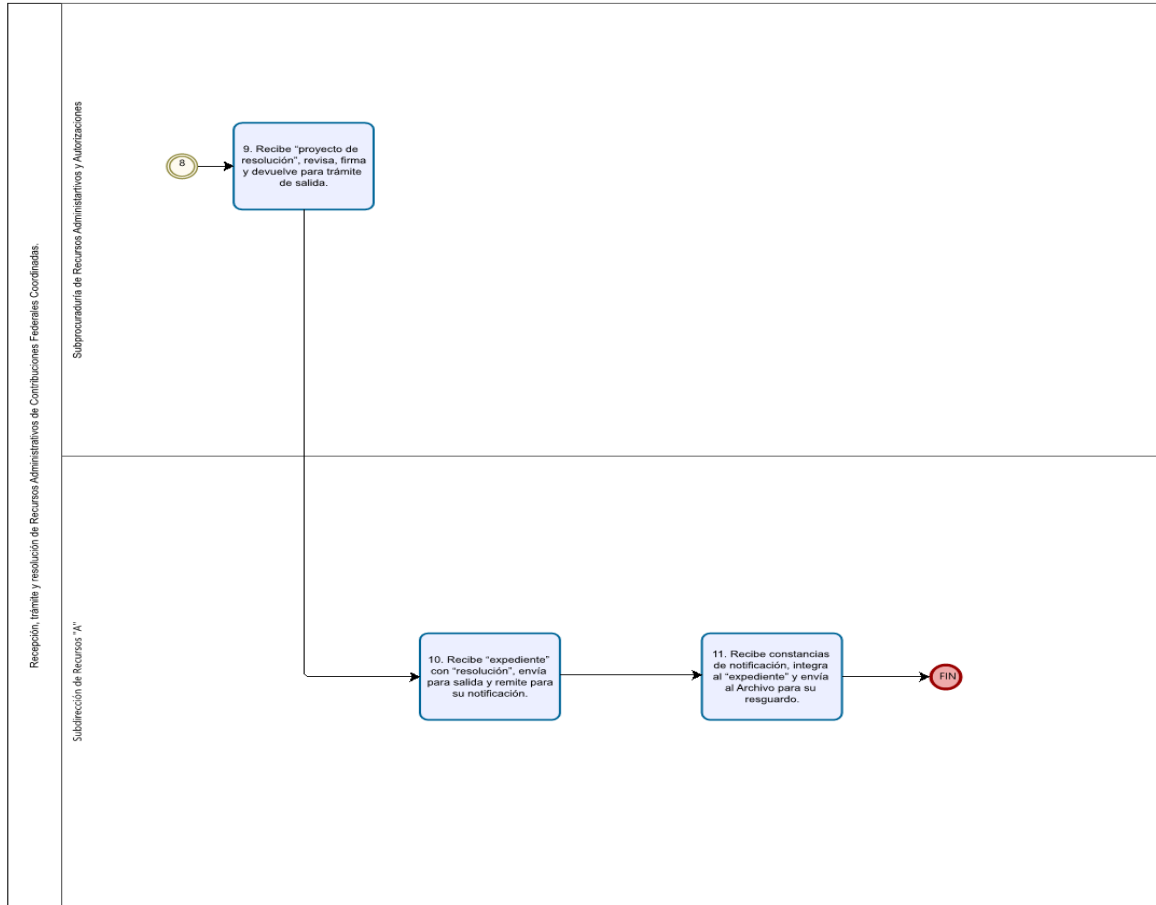 Recepción, trámite y resolución de Recursos Administrativos de Contribuciones Federales Coordinadas.
Subprocuraduría de Recursos Administartivos y Autorizaciones
8
9. Recibe “proyecto de
resolución”, revisa, firma
y devuelve para trámite
de salida.
Subdirección de Recursos "A"
10. Recibe “expediente”
con “resolución”, envía
para salida y remite para
su notificación.
11. Recibe constancias
de notificación, integra
al “expediente” y envía
al Archivo para su
resguardo.
FIN